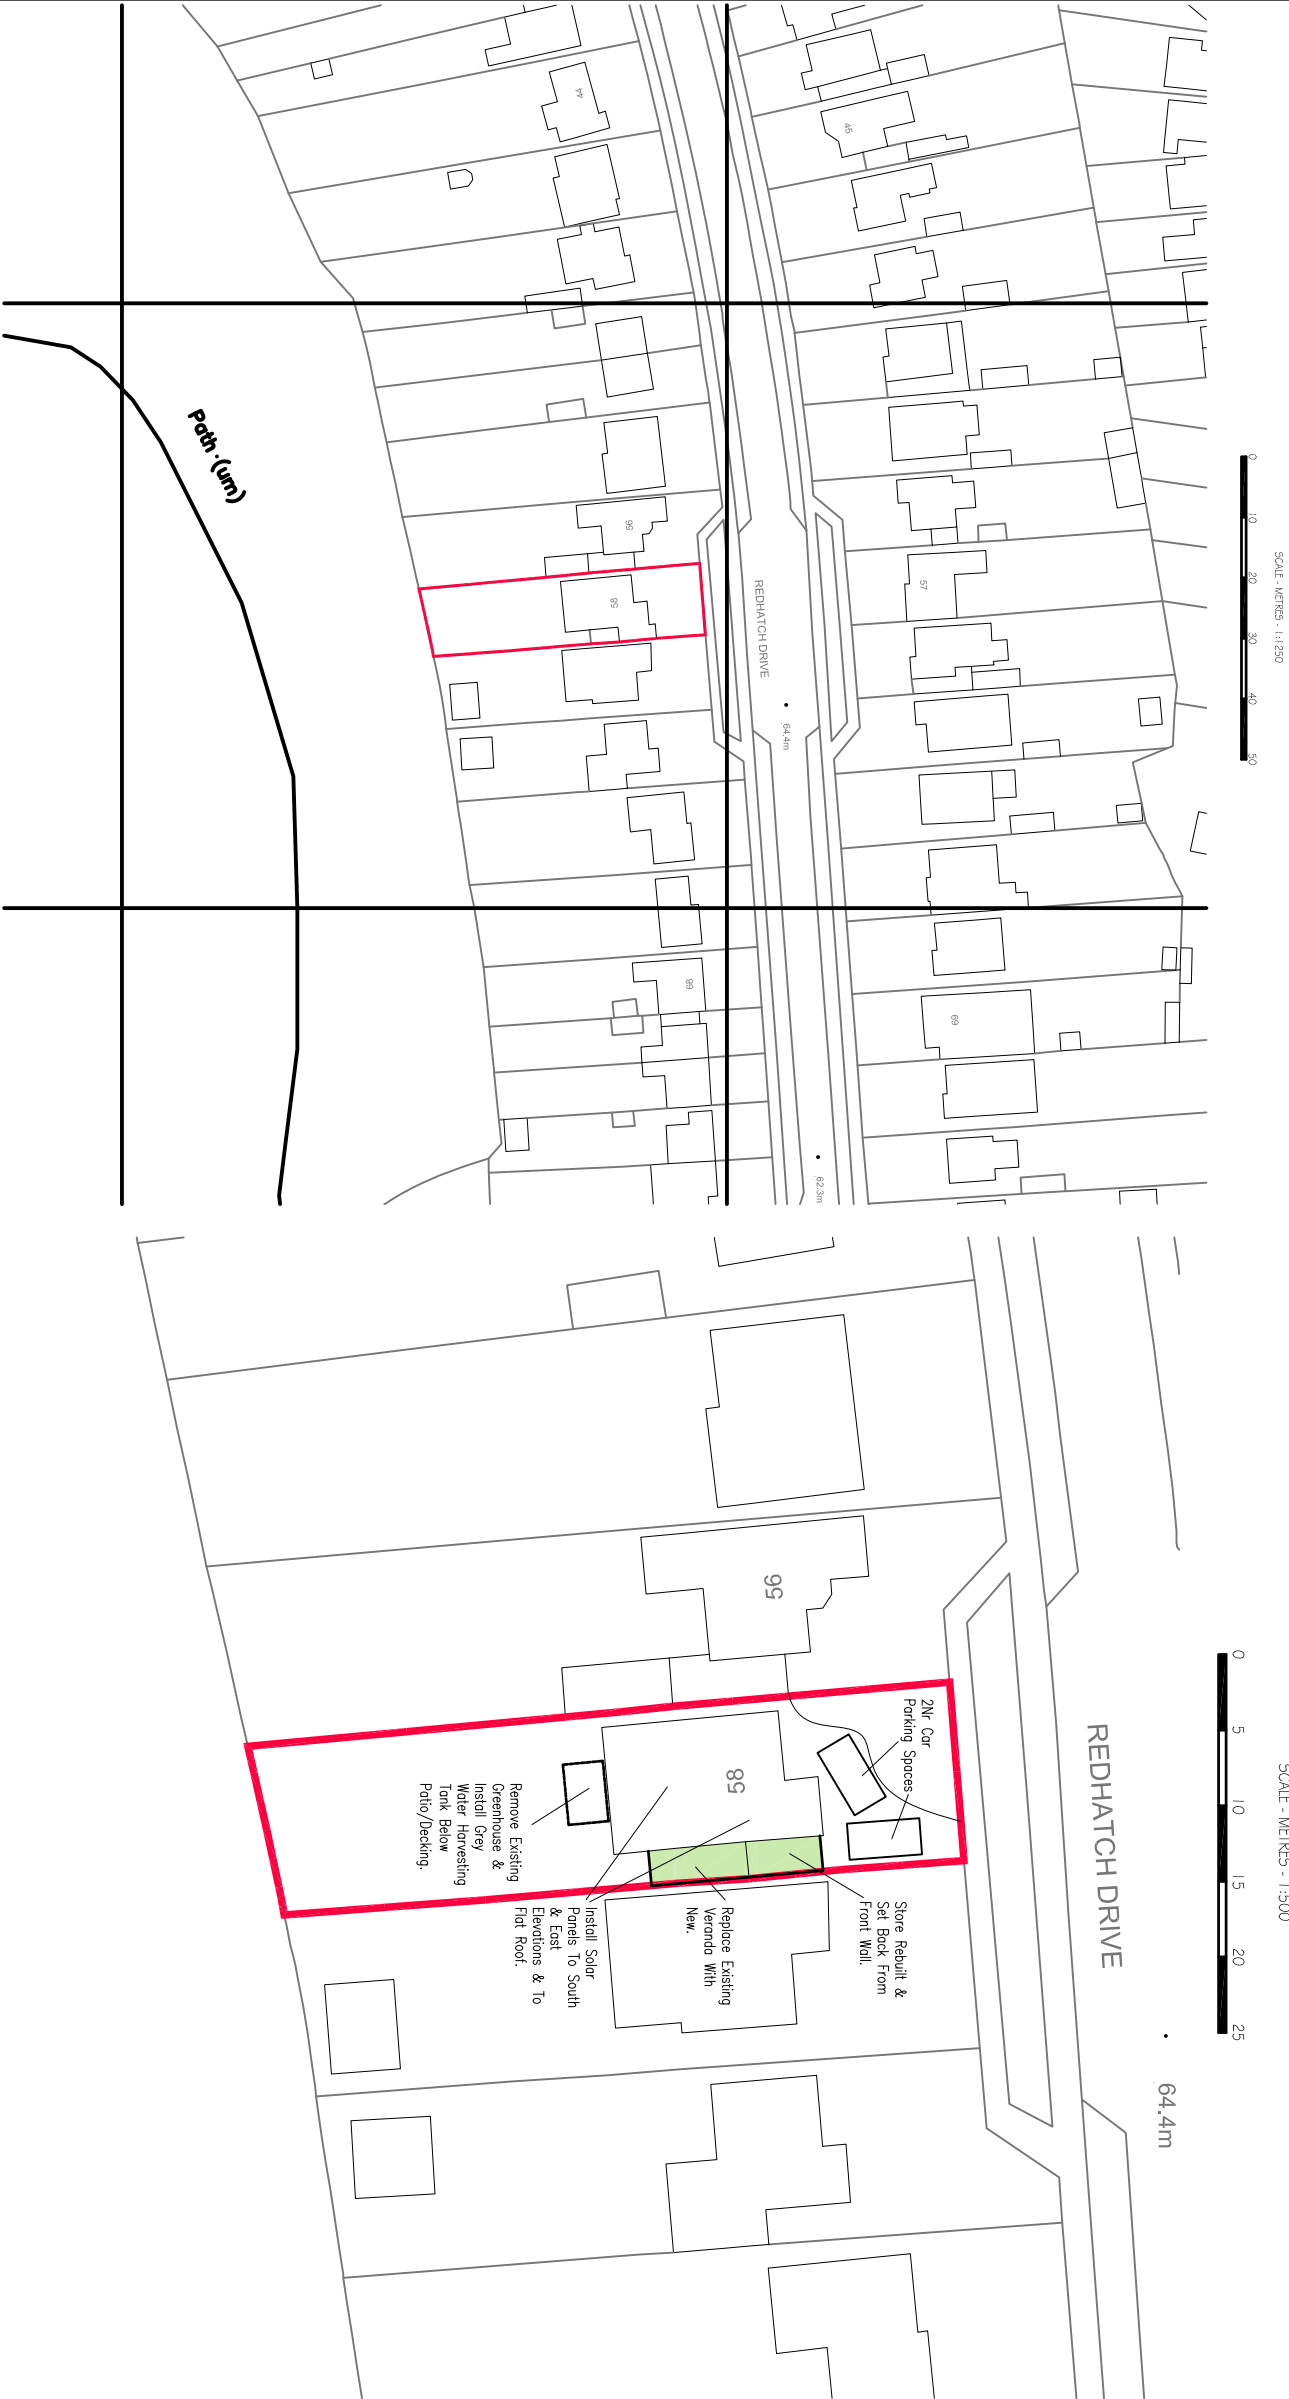 44
45
Path (um)
56
57
58
REDHATCH DRIVE
64.4m
68
69
62.3m
0
10
20
30
40
50
SCALE - METRES - 1:1250
56
58
2Nr Car
Parking Spaces
Remove Existing
Greenhouse &
Install Grey
Water Harvesting
Tank Below
Patio/Decking.
Install Solar
Panels To South
& East
Elevations & To
Flat Roof.
Replace Existing
Veranda With
New.
Store Rebuilt &
Set Back From
Front Wall.
REDHATCH DRIVE
64.4m
0
5
10
15
20
25
SCALE - METRES - 1:500